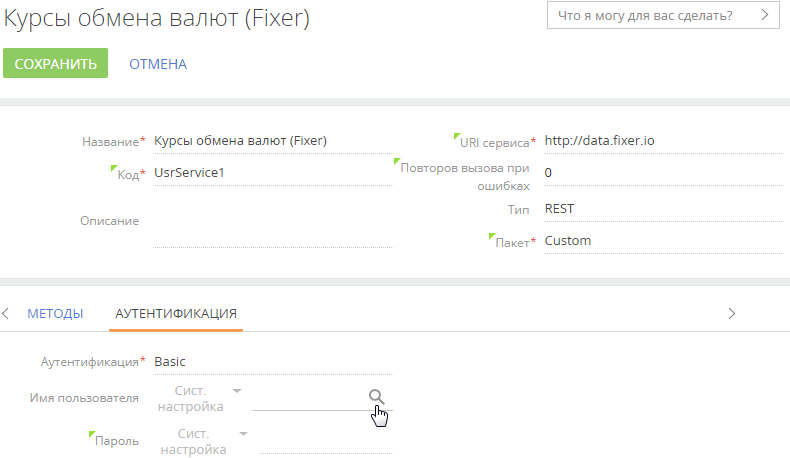 Курсы обмена валют (Fixer)
Что я могу для вас сделать?
СОХРАНИТЬ ОТМЕНА
Название* Курсы обмена валют (Fixer)
Код* UsrService1
Описание
URI сервиса* http://data.fixer.io
Повторов вызова при
ошибках 0
Тип REST
Пакет* Custom
МЕТОДЫ АУТЕНТИФИКАЦИЯ
Аутентификация* Basic
Имя пользователя Сист.
настройка
Пароль Сист.
настройка